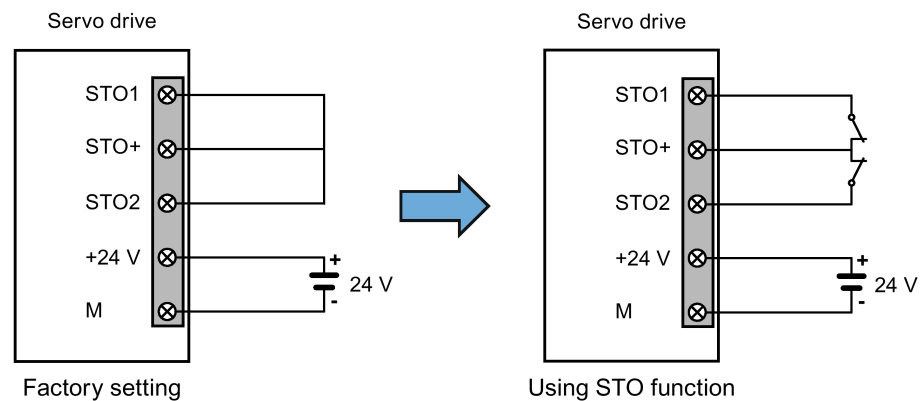 Servo drive
STO1
STO+
STO2
+24 V
M
+
24 V
-
Factory setting
Servo drive
STO1
STO+
STO2
+24 V
M
+
24 V
-
Using STO function